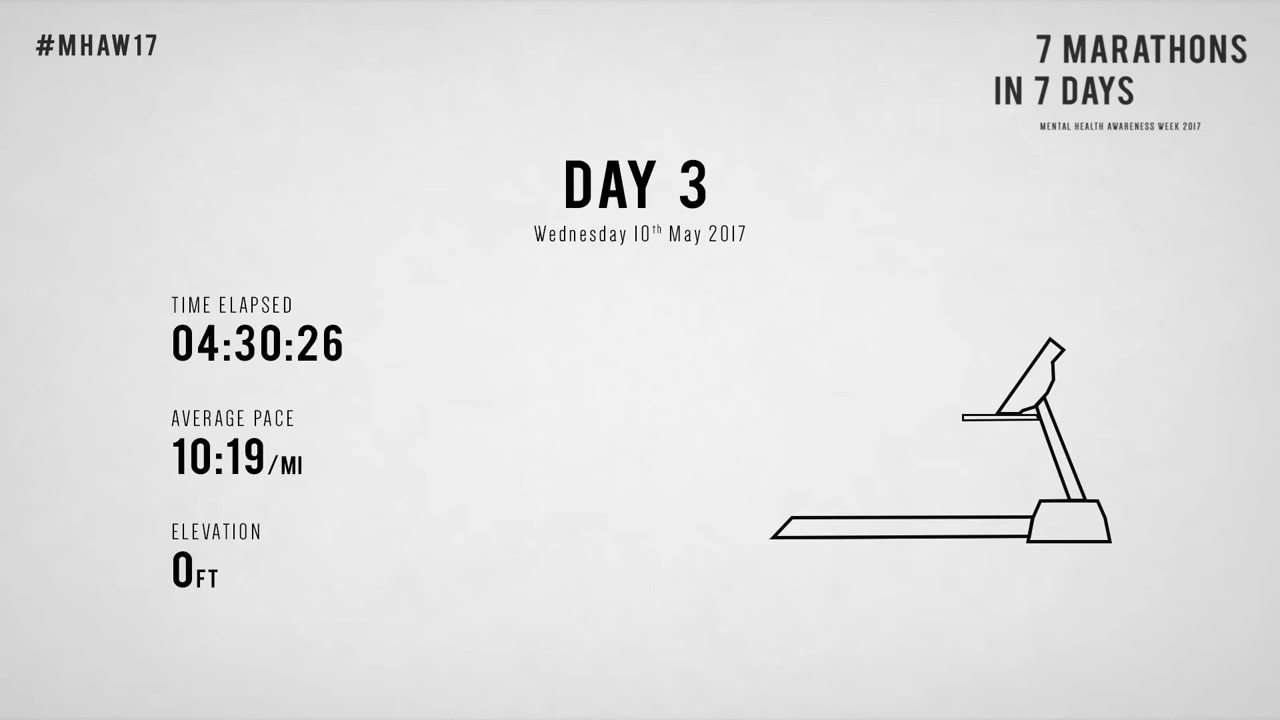 #MHAW17
7 MARATHONS
IN 7 DAYS
MENTAL HEALTH AWARENESS WEEK 2017
DAY 3
Wednesday 10th May 2017
TIME ELAPSED
04:30:26
AVERAGE PACE
10:19/MI
ELEVATION
0FT